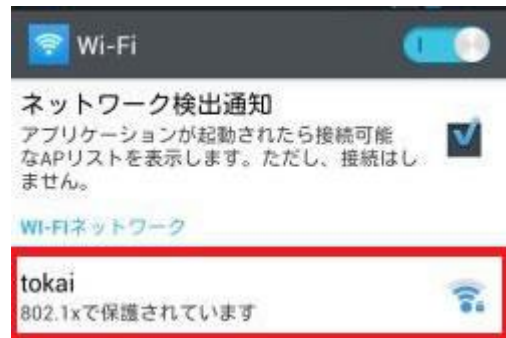 Wi-Fi
ネットワーク検出通知
アプリケーションが起動されたら接続可能
なAPリストを表示します。ただし、接続はし
ません。
WI-FIネットワーク
tokai
802.1xで保護されています